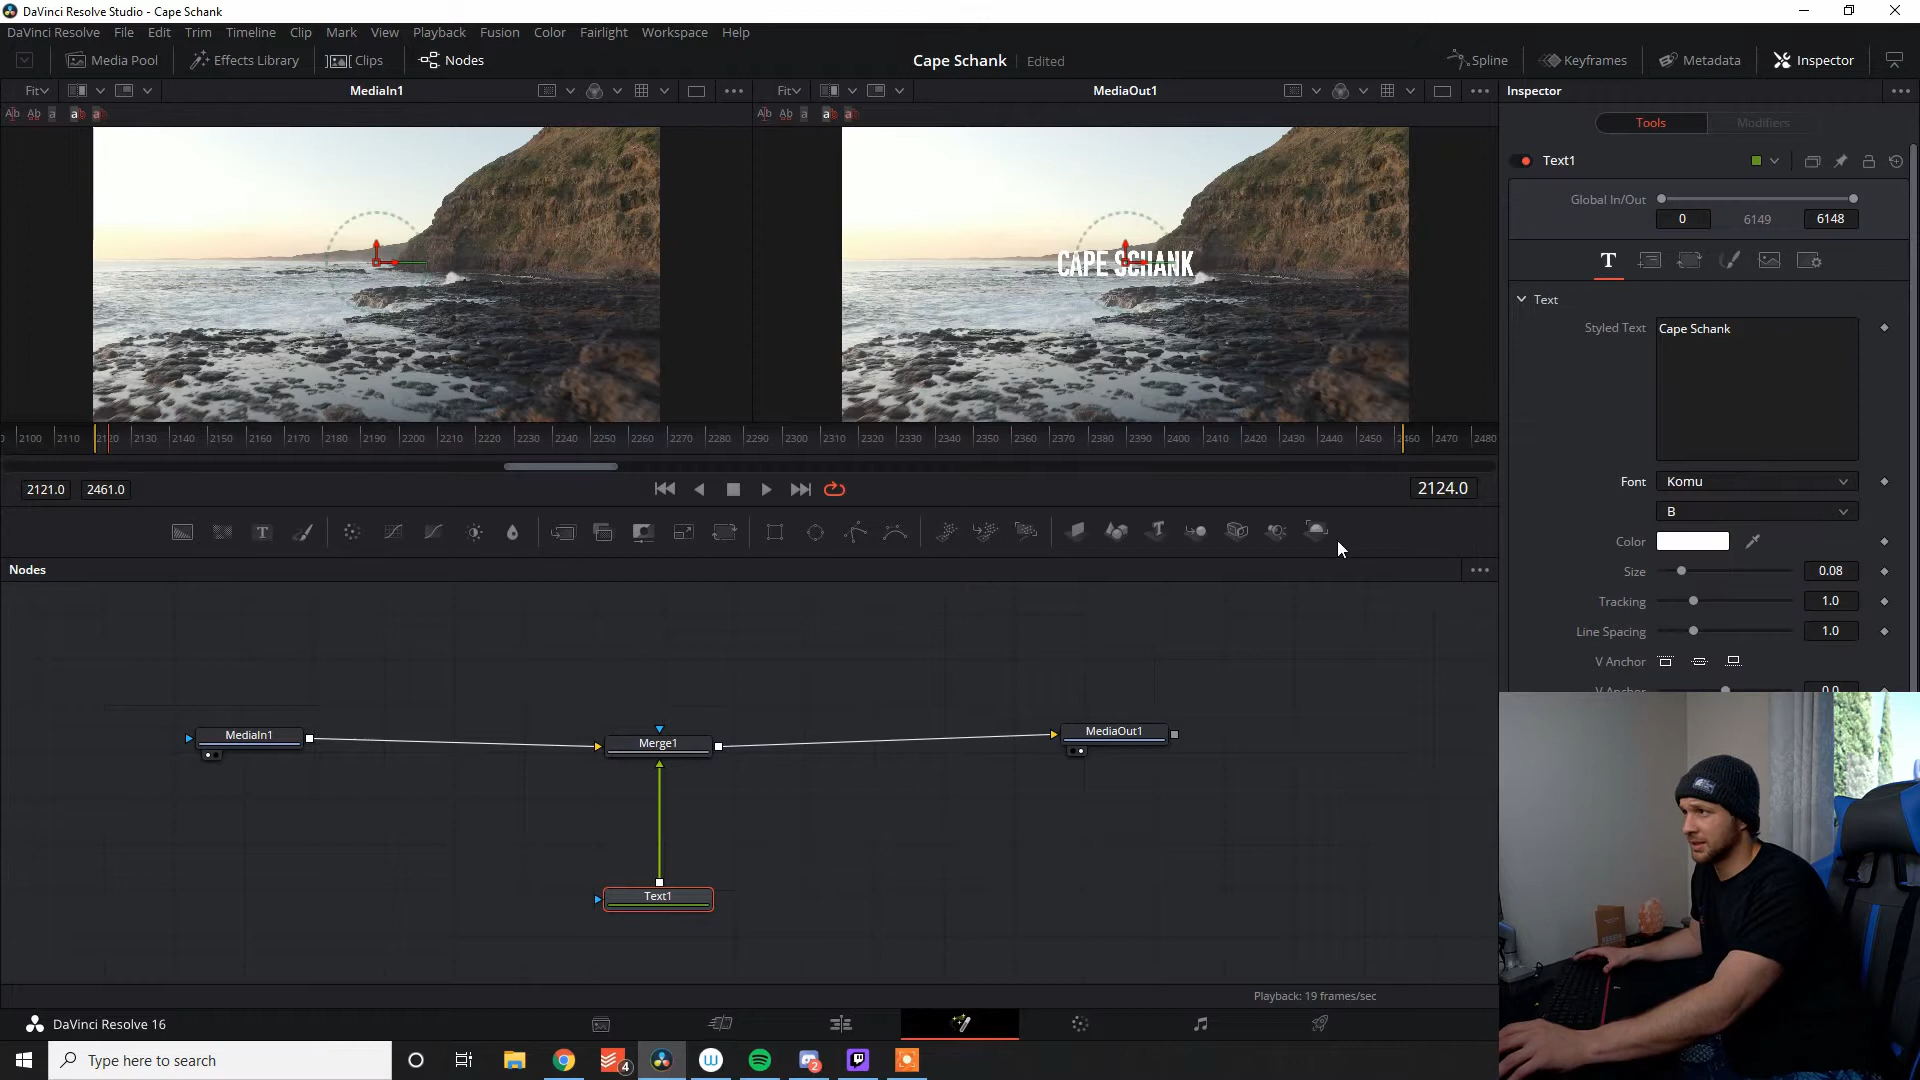 DaVinci Resolve Studio - Cape Schank
DaVinci Resolve File Edit Trim Timeline Clip Mark View Playback Fusion Color Fairlight Workspace Help
Media Pool Effects Library Clips Nodes Cape Schank Edited Spline Keyframes Metadata Inspector
Fit MediaIn1 Fit MediaOut1 Inspector
Tools Modifiers
Text1
Global In/Out
0 6149 6148
CAPE SCHANK
Text
Styled Text Cape Schank
2100 2110 2120 2130 2140 2150 2160 2170 2180 2190 2200 2210 2220 2230 2240 2250 2260 2270 2280 2290 2300 2310 2320 2330 2340 2350 2360 2370 2380 2390 2400 2410 2420 2430 2440 2450 2460 2470 2480
2121.0 2461.0 2124.0
Font Komu
B
Color
Size 0.08
Tracking 1.0
Line Spacing 1.0
V Anchor
V Anchor 0.0
Nodes
MediaIn1 Merge1 MediaOut1
Text1
Playback: 19 frames/sec
DaVinci Resolve 16
Type here to search
4
2